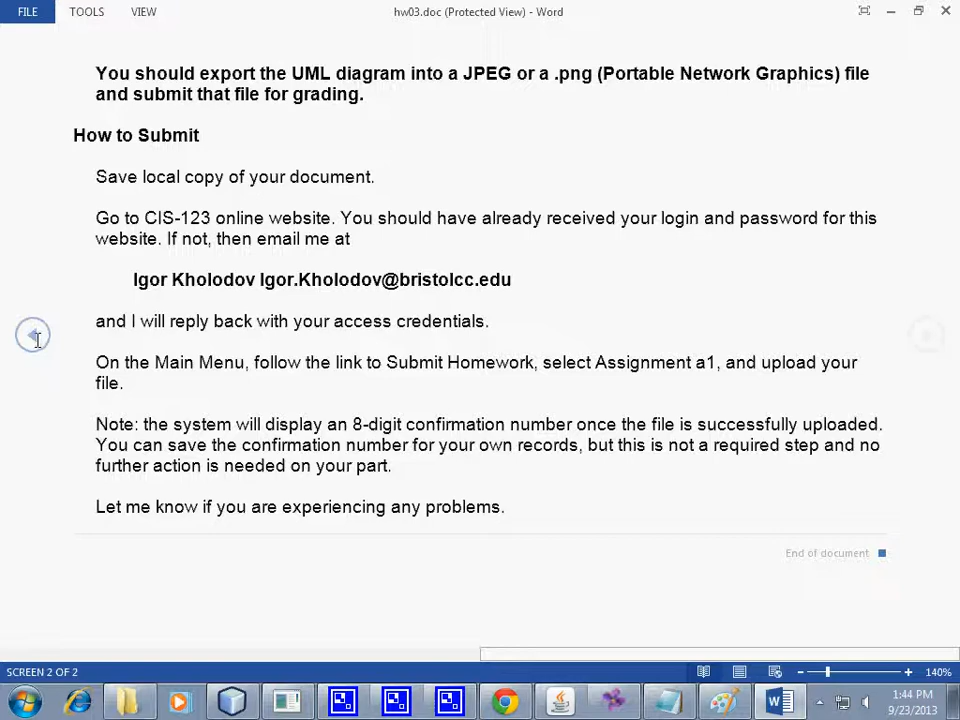 FILE TOOLS VIEW hw03.doc (Protected View) - Word
You should export the UML diagram into a JPEG or a .png (Portable Network Graphics) file
and submit that file for grading.
How to Submit
Save local copy of your document.
Go to CIS-123 online website. You should have already received your login and password for this
website. If not, then email me at
Igor Kholodov Igor.Kholodov@bristolcc.edu
and I will reply back with your access credentials.
On the Main Menu, follow the link to Submit Homework, select Assignment a1, and upload your
file.
Note: the system will display an 8-digit confirmation number once the file is successfully uploaded.
You can save the confirmation number for your own records, but this is not a required step and no
further action is needed on your part.
Let me know if you are experiencing any problems.
End of document
SCREEN 2 OF 2 140%
1:44 PM
9/23/2013